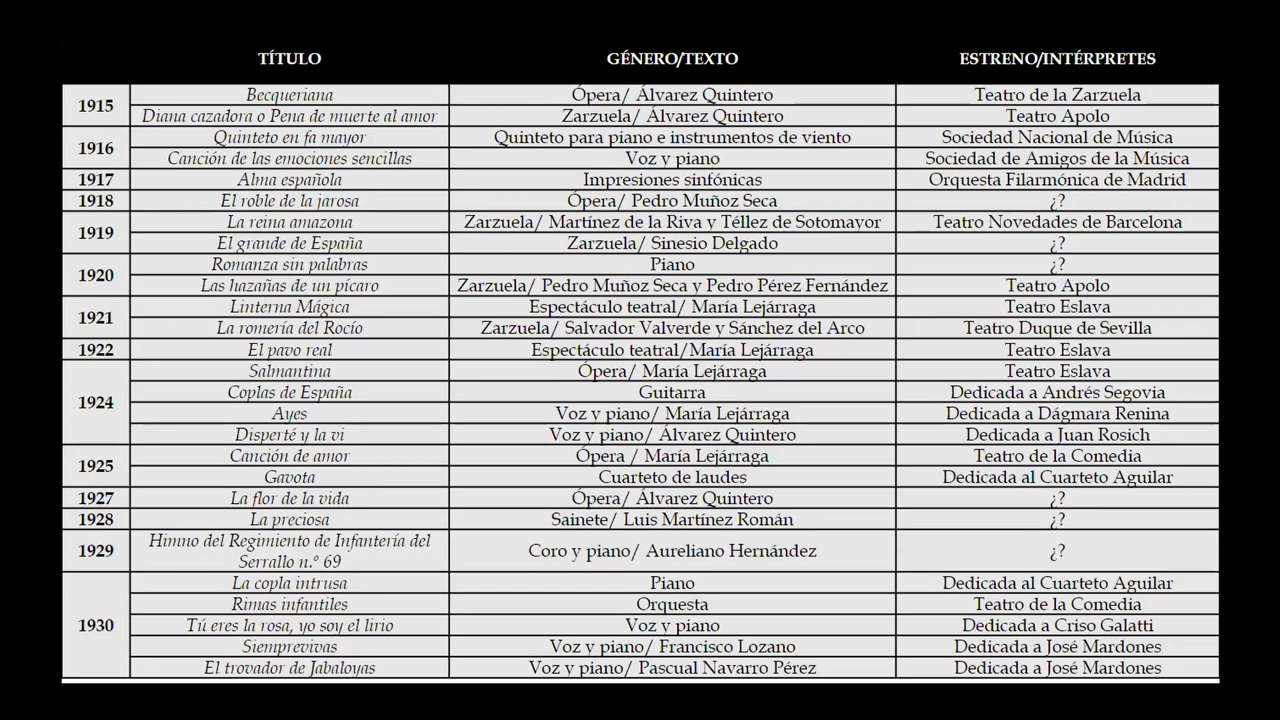 TÍTULO GÉNERO/TEXTO ESTRENO/INTÉRPRETES
1915 Becqueriana Ópera/ Álvarez Quintero Teatro de la Zarzuela
Diana cazadora o Pena de muerte al amor Zarzuela/ Álvarez Quintero Teatro Apolo
1916 Quinteto en fa mayor Quinteto para piano e instrumentos de viento Sociedad Nacional de Música
Canción de las emociones sencillas Voz y piano Sociedad de Amigos de la Música
1917 Alma española Impresiones sinfónicas Orquesta Filarmónica de Madrid
1918 El roble de la jarosa Ópera/ Pedro Muñoz Seca ¿?
1919 La reina amazona Zarzuela/ Martínez de la Riva y Téllez de Sotomayor Teatro Novedades de Barcelona
El grande de España Zarzuela/ Sinesio Delgado ¿?
1920 Romanza sin palabras Piano ¿?
Las hazañas de un pícaro Zarzuela/ Pedro Muñoz Seca y Pedro Pérez Fernández Teatro Apolo
1921 Linterna Mágica Espectáculo teatral/ María Lejárraga Teatro Eslava
La romería del Rocío Zarzuela/ Salvador Valverde y Sánchez del Arco Teatro Duque de Sevilla
1922 El pavo real Espectáculo teatral/María Lejárraga Teatro Eslava
1924 Salmantina Ópera/ María Lejárraga Teatro Eslava
Coplas de España Guitarra Dedicada a Andrés Segovia
Ayes Voz y piano/ María Lejárraga Dedicada a Dágmara Renina
Disperté y la vi Voz y piano/ Álvarez Quintero Dedicada a Juan Rosich
1925 Canción de amor Ópera / María Lejárraga Teatro de la Comedia
Gavota Cuarteto de laudes Dedicada al Cuarteto Aguilar
1927 La flor de la vida Ópera/ Álvarez Quintero ¿?
1928 La preciosa Sainete/ Luis Martínez Román ¿?
1929 Himno del Regimiento de Infantería del
Serrallo n.º 69 Coro y piano/ Aureliano Hernández ¿?
1930 La copla intrusa Piano Dedicada al Cuarteto Aguilar
Rimas infantiles Orquesta Teatro de la Comedia
Tú eres la rosa, yo soy el lirio Voz y piano Dedicada a Criso Galatti
Siemprevivas Voz y piano/ Francisco Lozano Dedicada a José Mardones
El trovador de Jabaloyas Voz y piano/ Pascual Navarro Pérez Dedicada a José Mardones